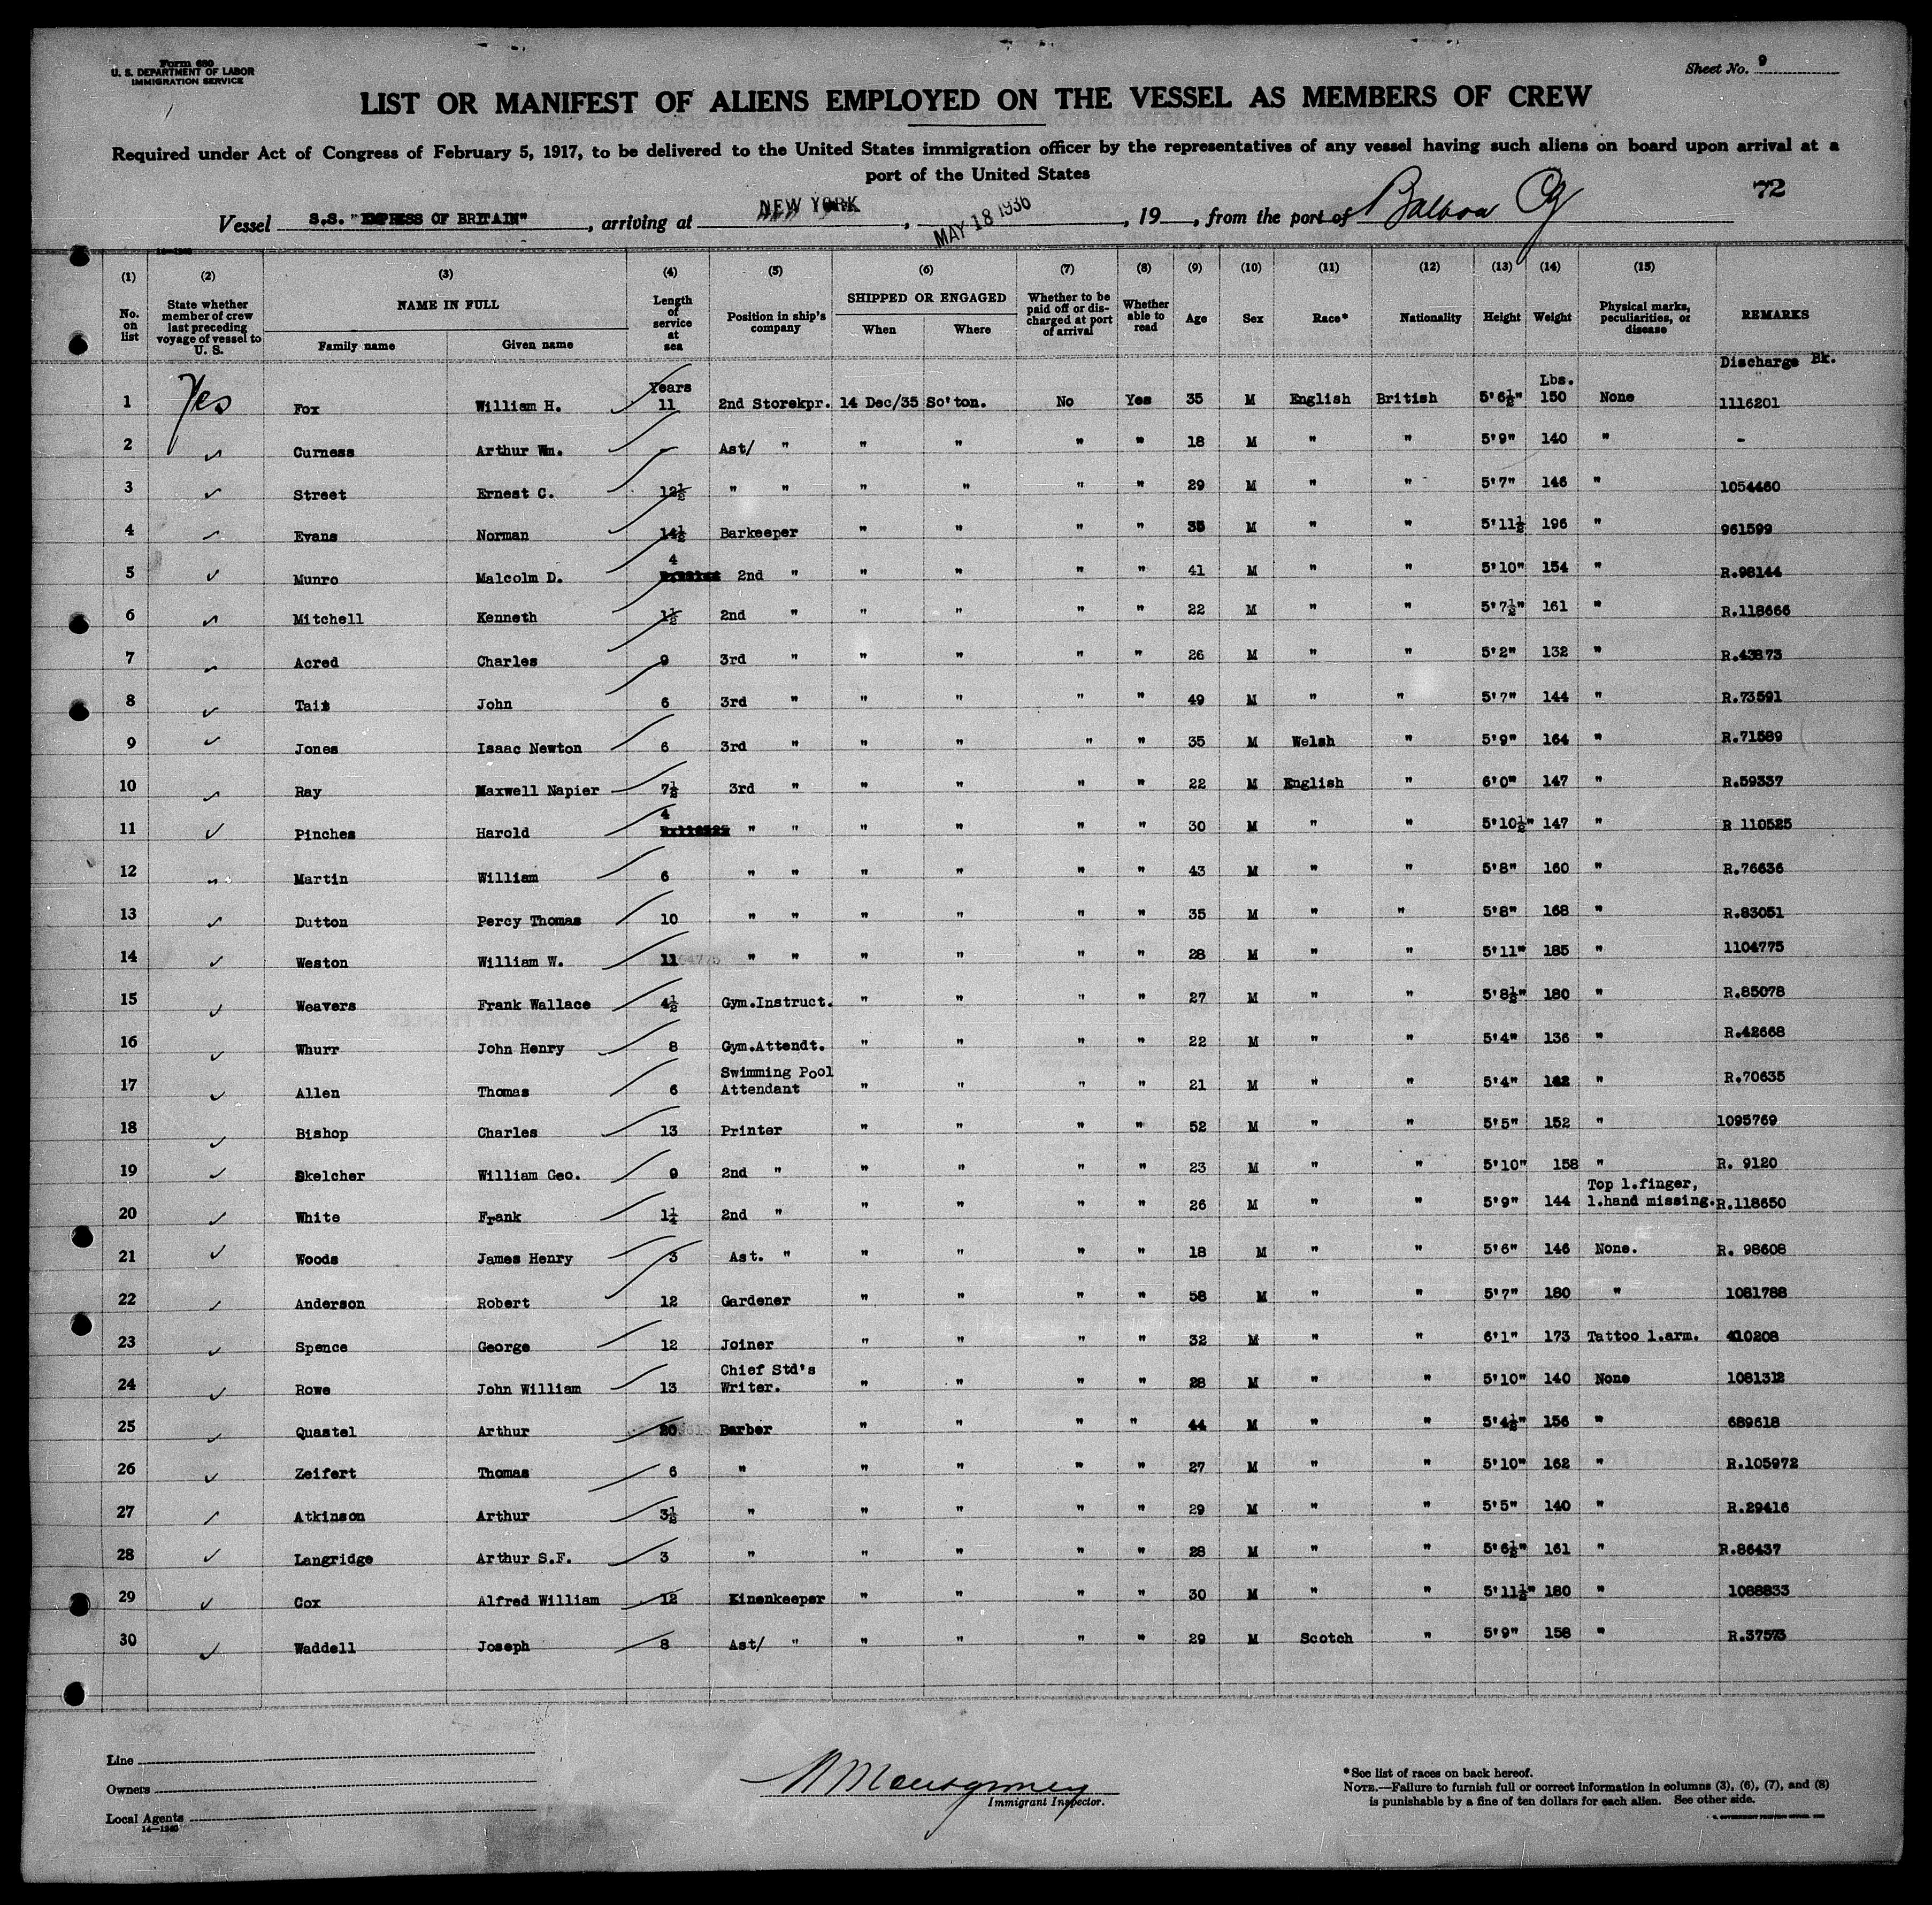 Form 680
U. S. DEPARTMENT OF LABOR
IMMIGRATION SERVICE
Sheet No. 9
LIST OR MANIFEST OF ALIENS EMPLOYED ON THE VESSEL AS MEMBERS OF CREW
Required under Act of Congress of February 5, 1917, to be delivered to the United States immigration officer by the representatives of any vessel having such aliens on board upon arrival at a
port of the United States
72
Vessel S.S. "EMPRESS OF BRITAIN", arriving at NEW YORK, MAY 18 1936, 19__, from the port of Balboa Cz
(1) (2) (3) (4) (5) (6) (7) (8) (9) (10) (11) (12) (13) (14) (15)
No. on list State whether member of crew last preceding voyage of vessel to U. S. NAME IN FULL Family name Given name Length of service at sea Position in ship's company SHIPPED OR ENGAGED When Where Whether to be paid off or discharged at port of arrival Whether able to read Age Sex Race* Nationality Height Weight Physical marks, peculiarities, or disease REMARKS
Years Lbs. Discharge Bk.
1 Yes Fox William H. 11 2nd Storekpr. 14 Dec/35 So'ton. No Yes 35 M English British 5'6½" 150 None 1116201
2 Curness Arthur Wm. - Ast/ " " " " " 18 M " " 5'9" 140 " -
3 Street Ernest C. 12½ " " " " " " 29 M " " 5'7" 146 " 1054460
4 Evans Norman 14½ Barkeeper " " " " 35 M " " 5'11½ 196 " 961599
5 Munro Malcolm D. 4 2nd " " " " " 41 M " " 5'10" 154 " R.98144
6 Mitchell Kenneth 1½ 2nd " " " " " 22 M " " 5'7½" 161 " R.118666
7 Acred Charles 9 3rd " " " " " 26 M " " 5'2" 132 " R.43873
8 Tait John 6 3rd " " " " " 49 M " " 5'7" 144 " R.73591
9 Jones Isaac Newton 6 3rd " " " " " 35 M Welsh " 5'9" 164 " R.71589
10 Ray Maxwell Napier 7½ 3rd " " " " " 22 M English " 6'0" 147 " R.59337
11 Pinches Harold 4 " " " " " " 30 M " " 5'10½" 147 " R 110525
12 Martin William 6 " " " " " " 43 M " " 5'8" 160 " R.76636
13 Dutton Percy Thomas 10 " " " " " " 35 M " " 5'8" 168 " R.83051
14 Weston William W. 11 " " " " " " 28 M " " 5'11" 185 " 1104775
15 Weavers Frank Wallace 4½ Gym.Instruct. " " " " 27 M " " 5'8½" 180 " R.85078
16 Whurr John Henry 8 Gym.Attendt. " " " " 22 M " " 5'4" 136 " R.42668
17 Allen Thomas 6 Swimming Pool Attendant " " " " 21 M " " 5'4" " R.70635
18 Bishop Charles 13 Printer " " " " 52 M " " 5'5" 152 " 1095769
19 Skelcher William Geo. 9 2nd " " " " " 23 M " " 5'10" 158 " R. 9120
20 White Frank 1¼ 2nd " " " " " 26 M " " 5'9" 144 Top l.finger, l.hand missing. R.118650
21 Woods James Henry 3 Ast. " " " " " 18 M " " 5'6" 146 None. R. 98608
22 Anderson Robert 12 Gardener " " " " 58 M " " 5'7" 180 " 1081788
23 Spence George 12 Joiner " " " " 32 M " " 6'1" 173 Tattoo l.arm. 410208
24 Rowe John William 13 Chief Std's Writer. " " " " 28 M " " 5'10" 140 None 1081312
25 Quastel Arthur 20 Barber " " " " 44 M " " 5'4½" 156 " 689618
26 Zeifert Thomas 6 " " " " " 27 M " " 5'10" 162 " R.105972
27 Atkinson Arthur 3½ " " " " " 29 M " " 5'5" 140 " R.29416
28 Langridge Arthur S.F. 3 " " " " " 28 M " " 5'6½" 161 " R.86437
29 Cox Alfred William 12 Kinenkeeper " " " " 30 M " " 5'11½" 180 " 1088833
30 Waddell Joseph 8 Ast/ " " " " " 29 M Scotch " 5'9" 158 " R.37573
Line
Owners
Local Agents
14—1240
Montgomery
Immigrant Inspector.
*See list of races on back hereof.
NOTE.—Failure to furnish full or correct information in columns (3), (6), (7), and (8)
is punishable by a fine of ten dollars for each alien. See other side.